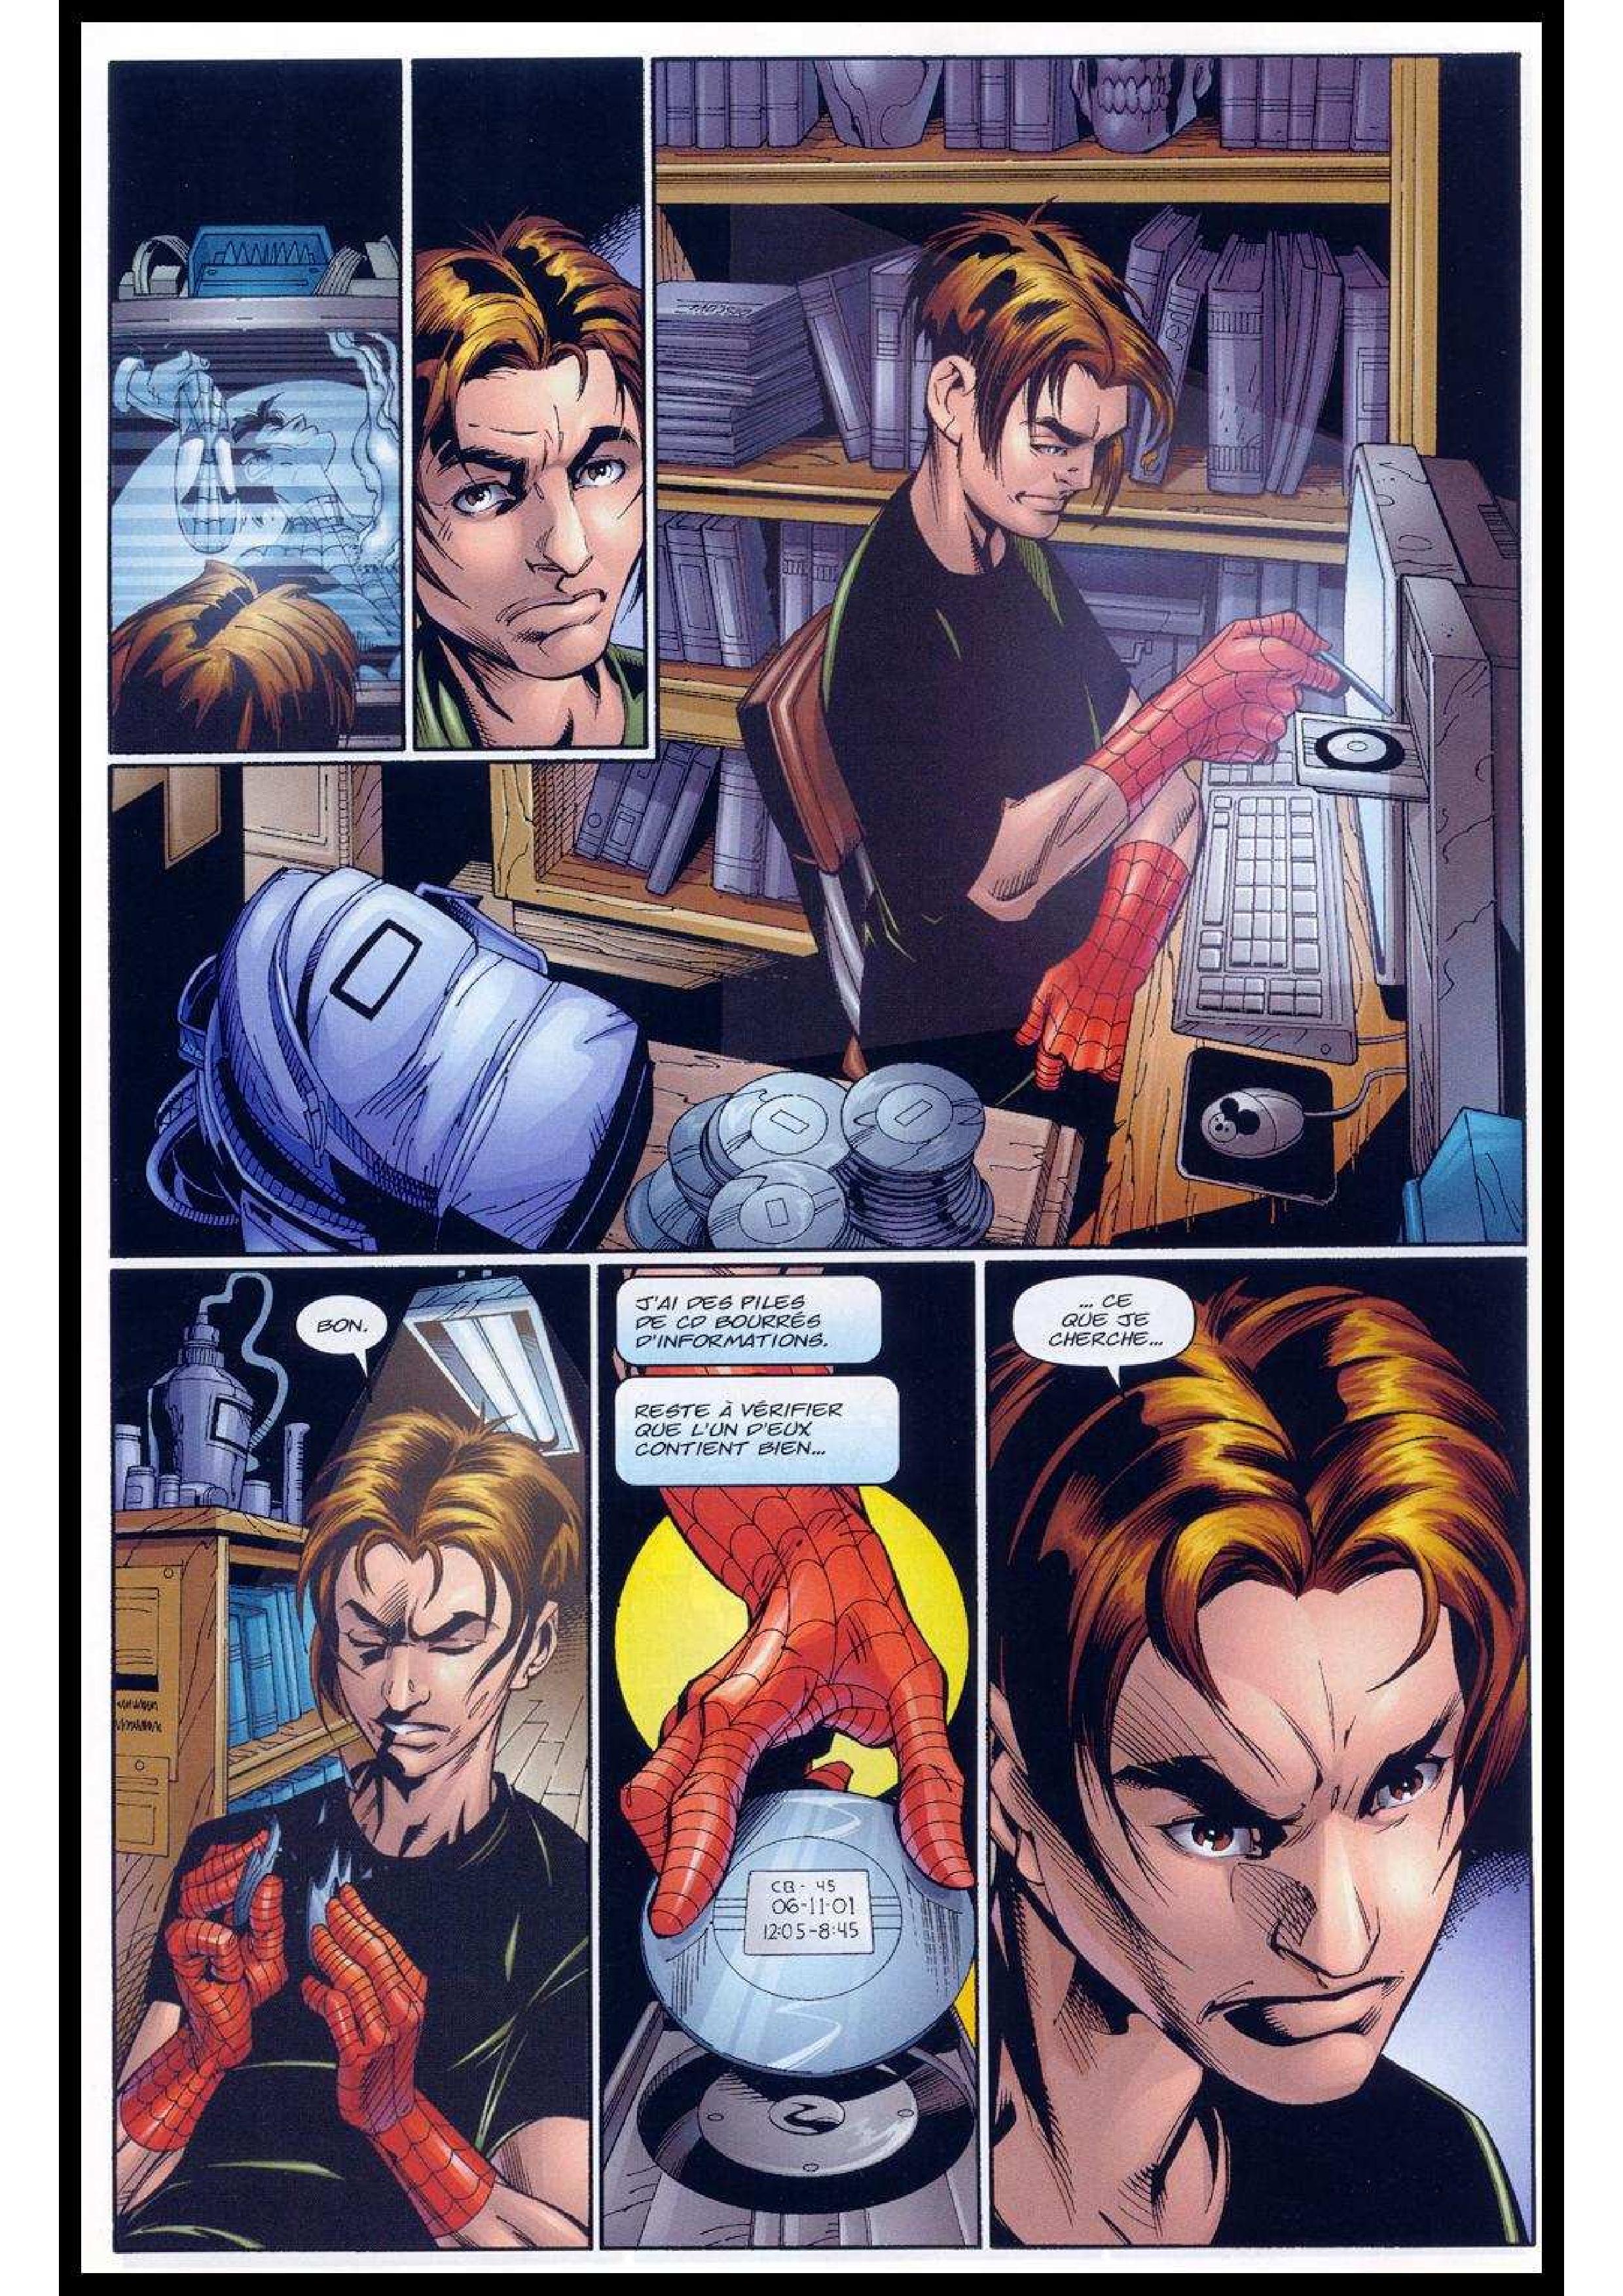 BON.
J'AI DES PILES
DE CD BOURRÉS
D'INFORMATIONS.
RESTE À VÉRIFIER
QUE L'UN D'EUX
CONTIENT BIEN...
CB - 45
06-11-01
12:05-8:45
... CE
QUE JE
CHERCHE...